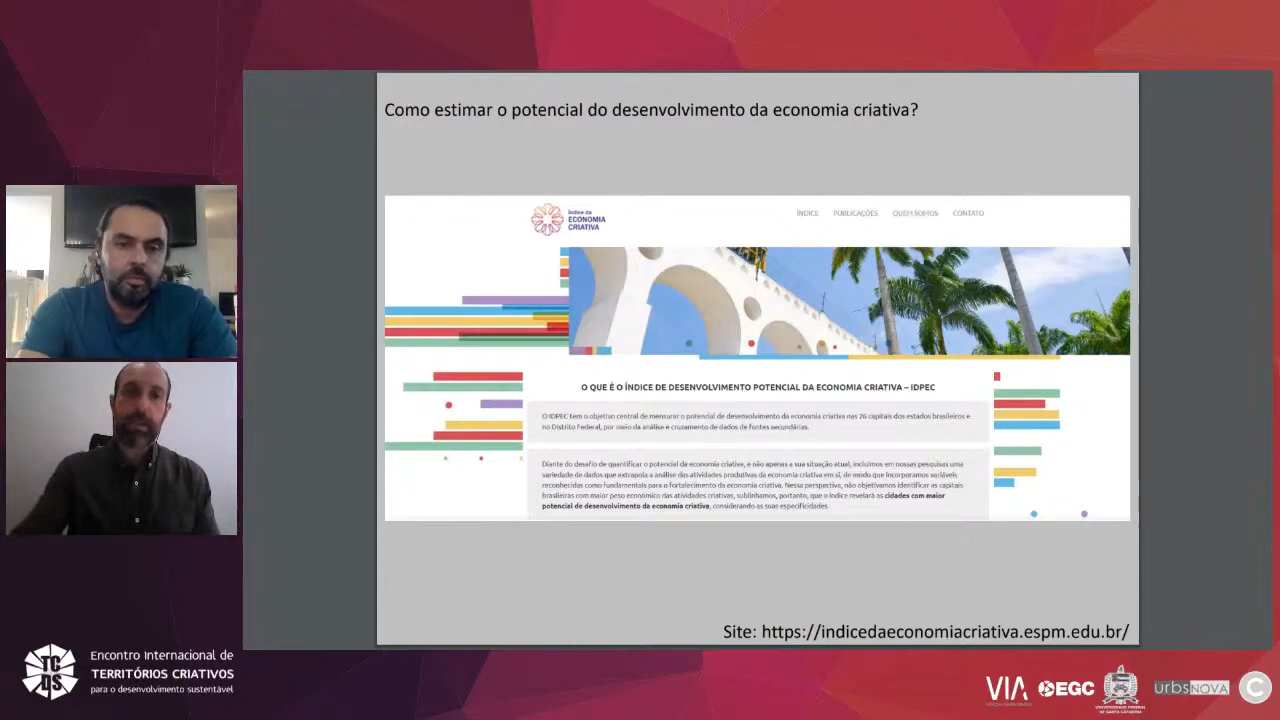 Como estimar o potencial do desenvolvimento da economia criativa?
Índice da
ECONOMIA
CRIATIVA
ÍNDICE PUBLICAÇÕES QUEM SOMOS CONTATO
O QUE É O ÍNDICE DE DESENVOLVIMENTO POTENCIAL DA ECONOMIA CRIATIVA – IDPEC
O IDPEC tem o objetivo central de mensurar o potencial de desenvolvimento da economia criativa nas 26 capitais dos estados brasileiros e
no Distrito Federal, por meio da análise e cruzamento de dados de fontes secundárias.
Diante do desafio de quantificar o potencial da economia criativa, e não apenas a sua situação atual, incluímos em nossas pesquisas uma
variedade de dados que extrapola a análise das atividades produtivas da economia criativa em si, de modo que incorporamos variáveis
reconhecidas como fundamentais para o fortalecimento da economia criativa. Nessa perspectiva, não objetivamos identificar as capitais
brasileiras com maior peso econômico das atividades criativas, sublinhamos, portanto, que o índice revelará as cidades com maior
potencial de desenvolvimento da economia criativa, considerando as suas especificidades.
Site: https://indicedaeconomiacriativa.espm.edu.br/
TC
DS
Encontro Internacional de
TERRITÓRIOS CRIATIVOS
para o desenvolvimento sustentável
VIA
EGC
UNIVERSIDADE FEDERAL
DE SANTA CATARINA
urbsNOVA
C